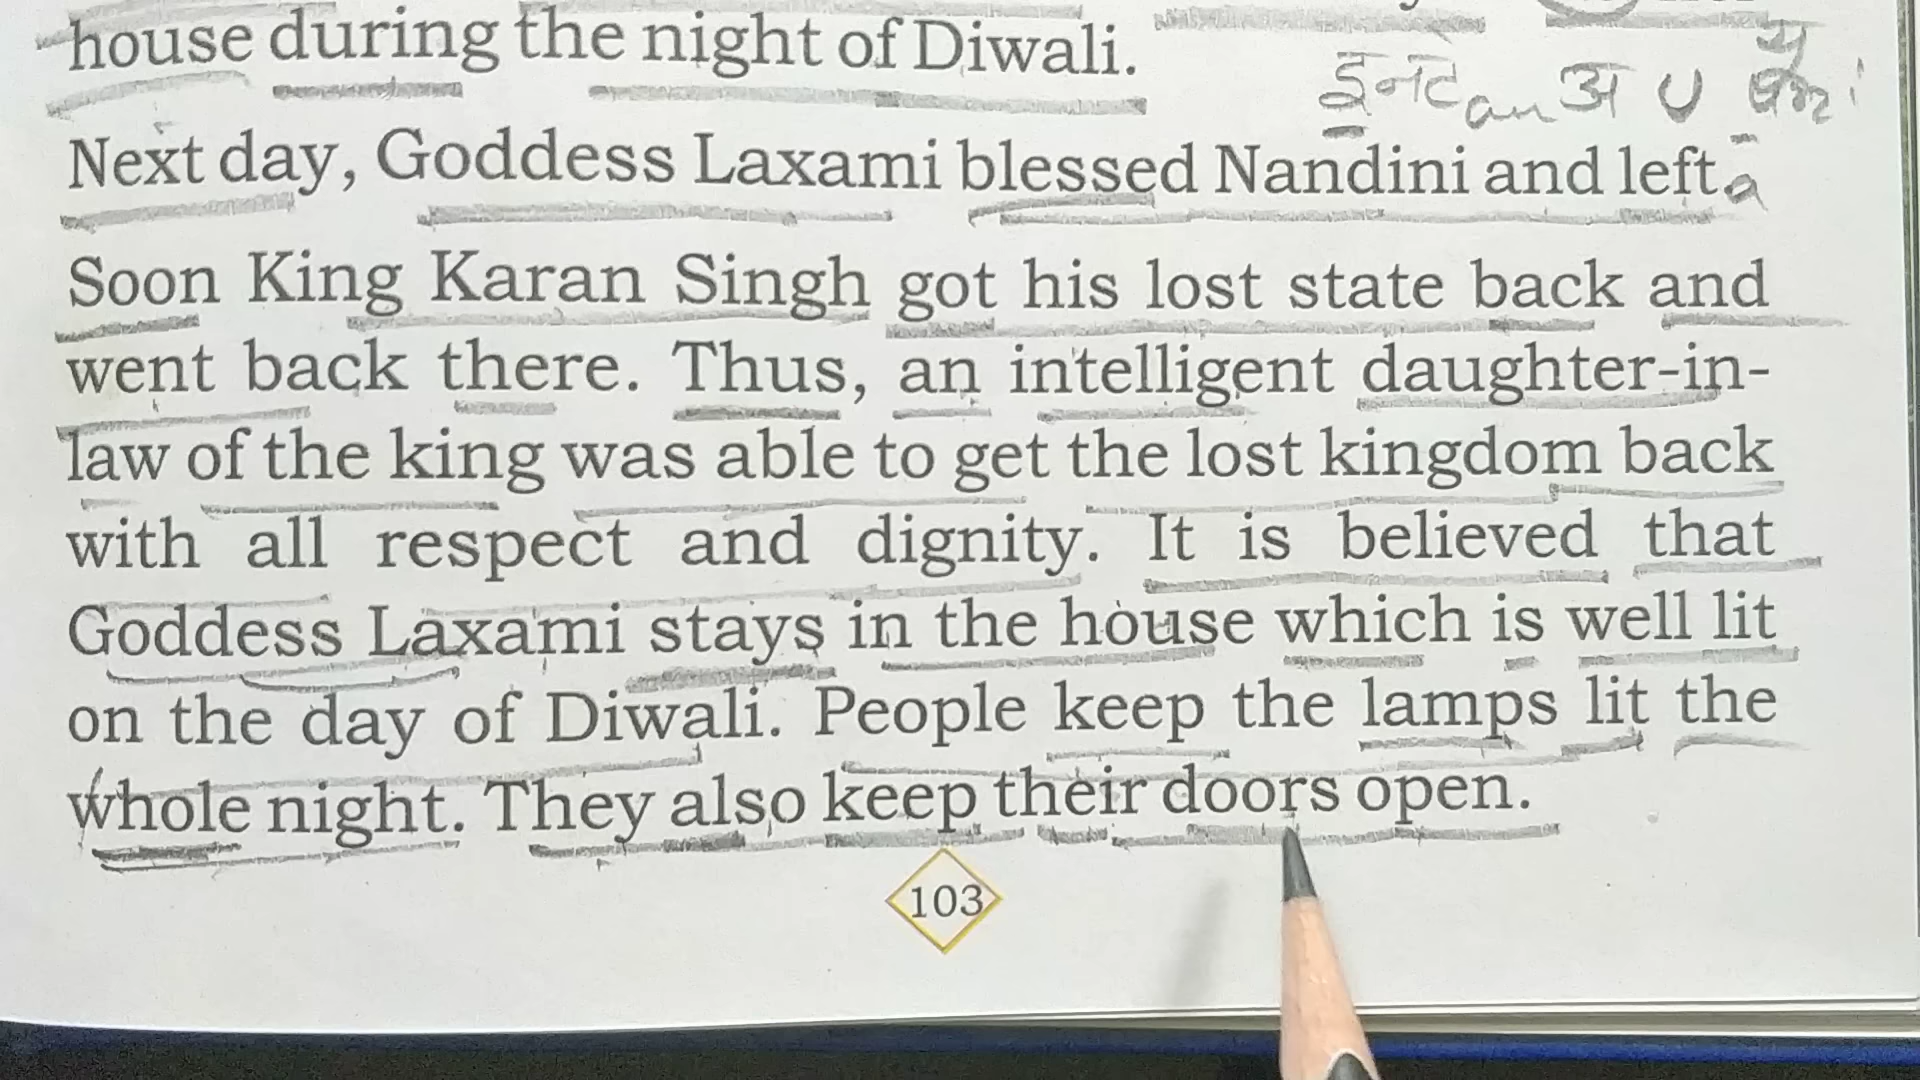 house during the night of Diwali.
an अ
Next day, Goddess Laxami blessed Nandini and left.
Soon King Karan Singh got his lost state back and
went back there. Thus, an intelligent daughter-in-
law of the king was able to get the lost kingdom back
with all respect and dignity. It is believed that
Goddess Laxami stays in the house which is well lit
on the day of Diwali. People keep the lamps lit the
whole night. They also keep their doors open.
103